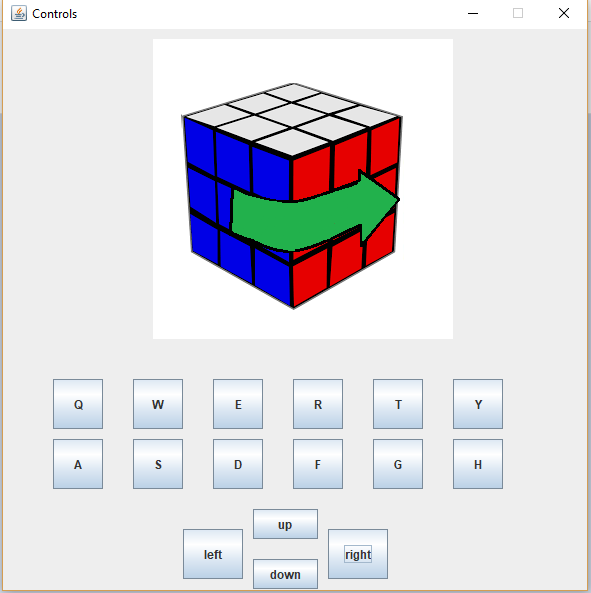 Controls
Q W E R T Y
A S D F G H
up
left right
down